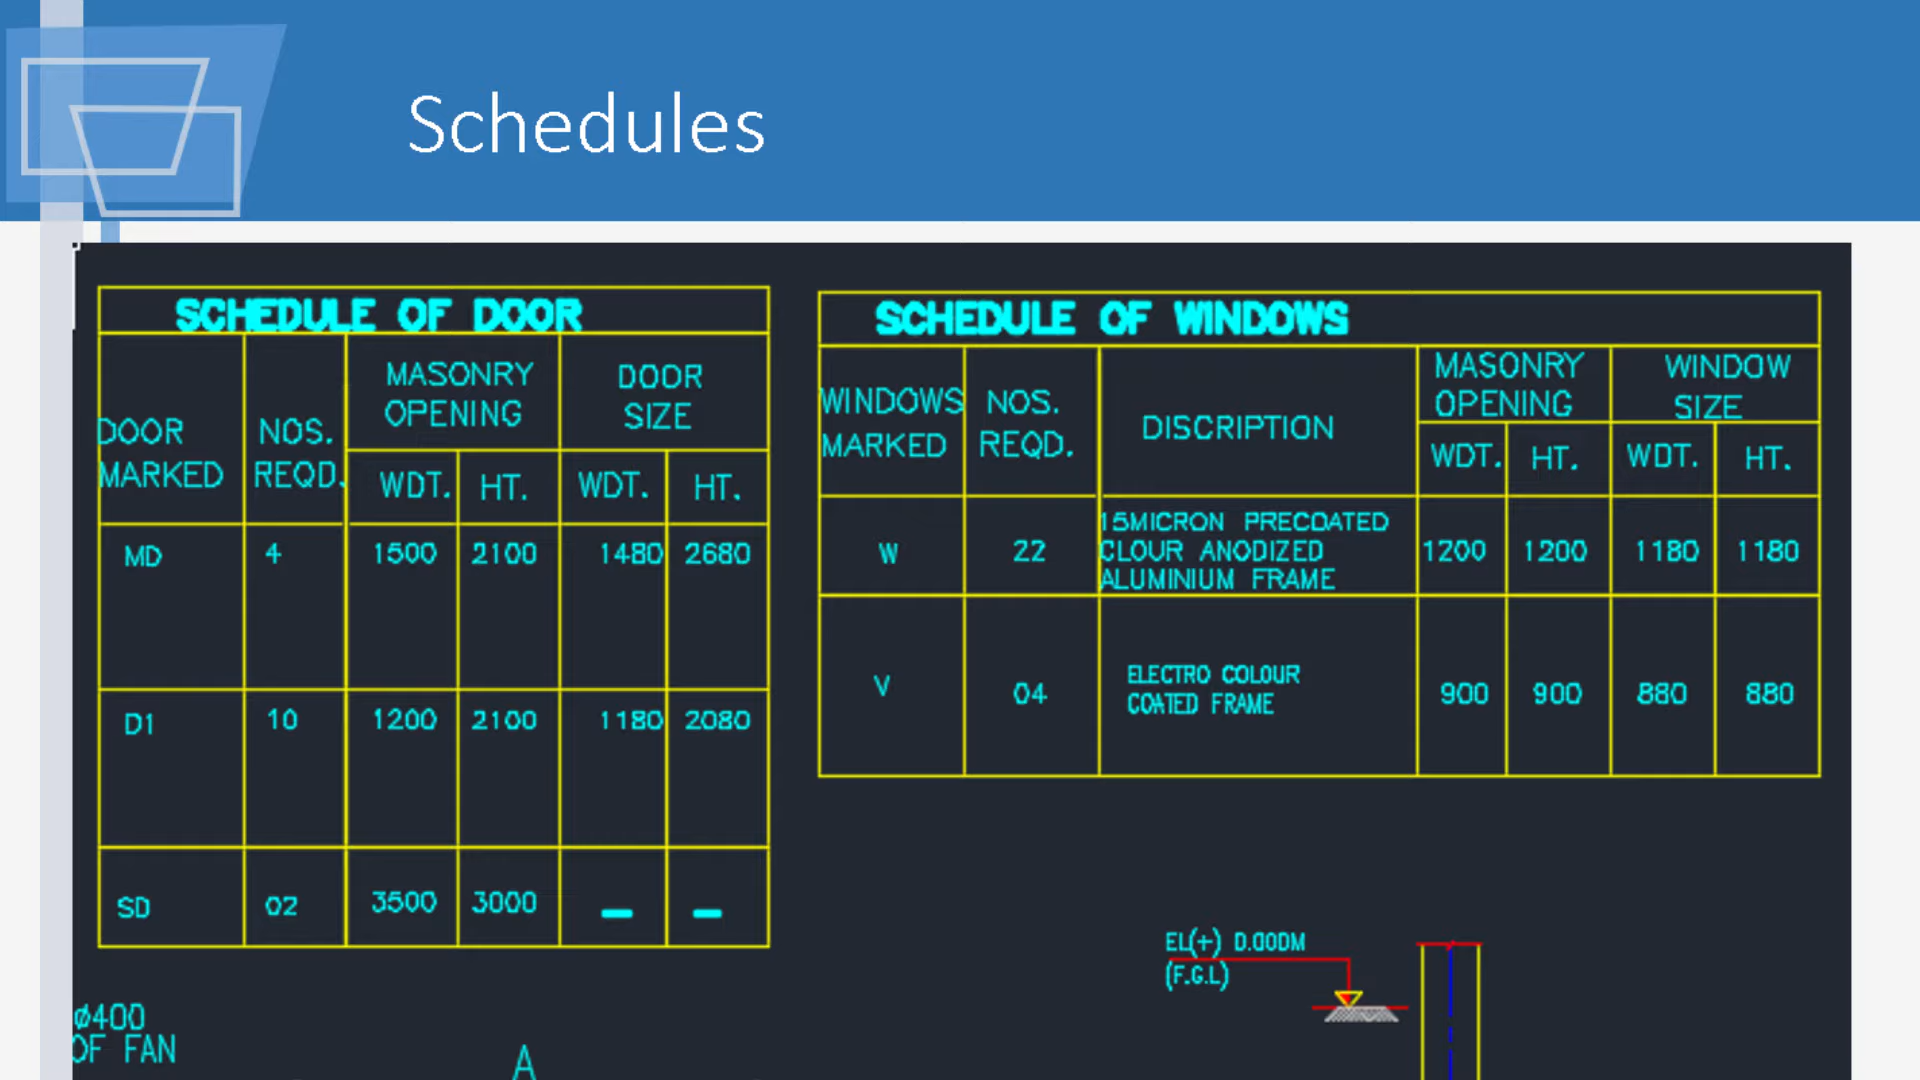 Schedules
SCHEDULE OF DOOR
DOOR MARKED NOS. REQD. MASONRY OPENING DOOR SIZE
WDT. HT. WDT. HT.
MD 4 1500 2100 1480 2680
D1 10 1200 2100 1180 2080
SD 02 3500 3000 – –
SCHEDULE OF WINDOWS
WINDOWS MARKED NOS. REQD. DISCRIPTION MASONRY OPENING WINDOW SIZE
WDT. HT. WDT. HT.
W 22 15MICRON PRECOATED CLOUR ANODIZED ALUMINIUM FRAME 1200 1200 1180 1180
V 04 ELECTRO COLOUR COATED FRAME 900 900 880 880
EL(+) 0.00M
(F.G.L)
ø400
OF FAN
A